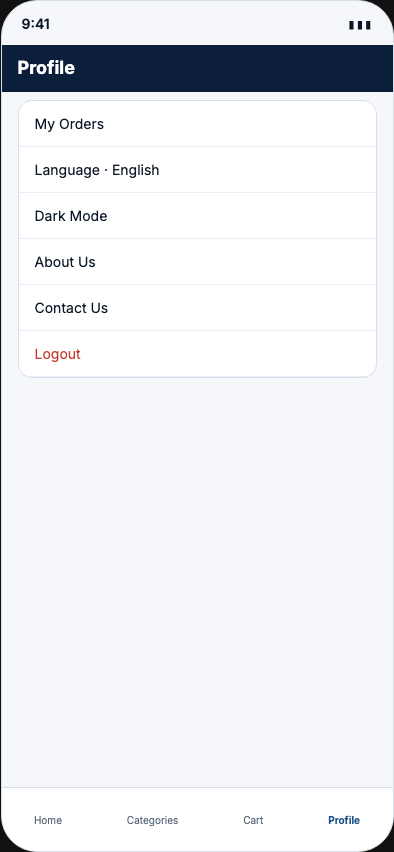 9:41
Profile
My Orders
Language · English
Dark Mode
About Us
Contact Us
Logout
Home Categories Cart Profile